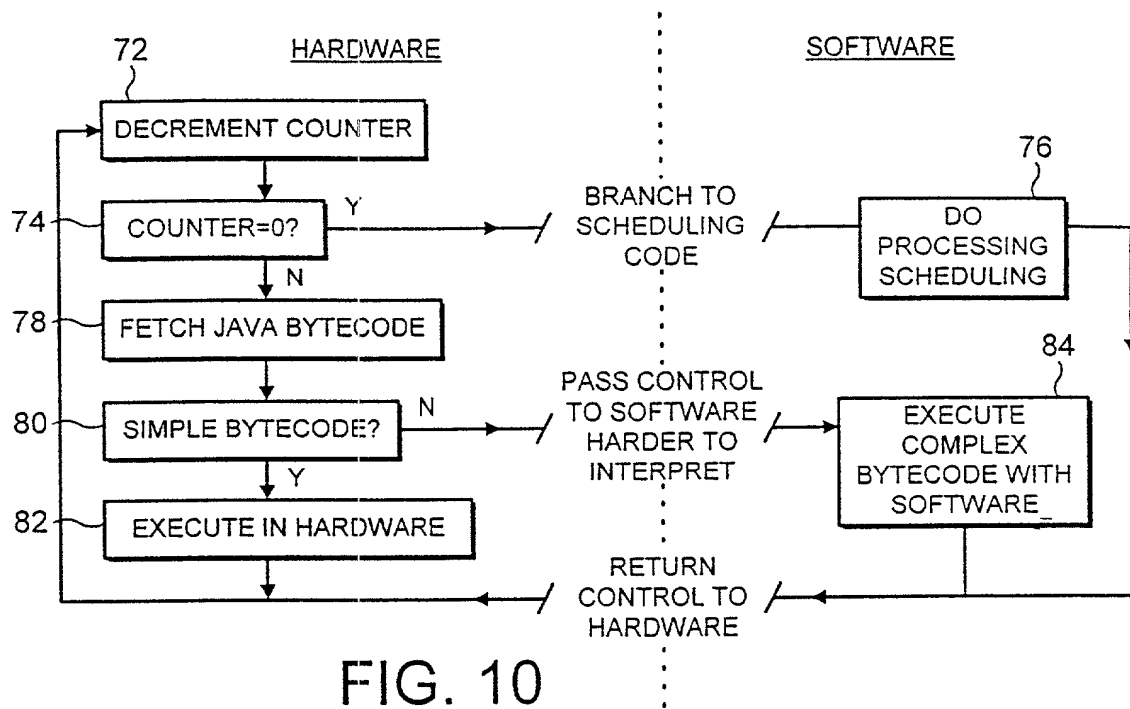 HARDWARE
SOFTWARE
72
DECREMENT COUNTER
74
COUNTER=0?
Y
BRANCH TO
SCHEDULING
CODE
76
DO
PROCESSING
SCHEDULING
N
78
FETCH JAVA BYTECODE
80
SIMPLE BYTECODE?
N
PASS CONTROL
TO SOFTWARE
HARDER TO
INTERPRET
84
EXECUTE
COMPLEX
BYTECODE WITH
SOFTWARE_
Y
82
EXECUTE IN HARDWARE
RETURN
CONTROL TO
HARDWARE
FIG. 10